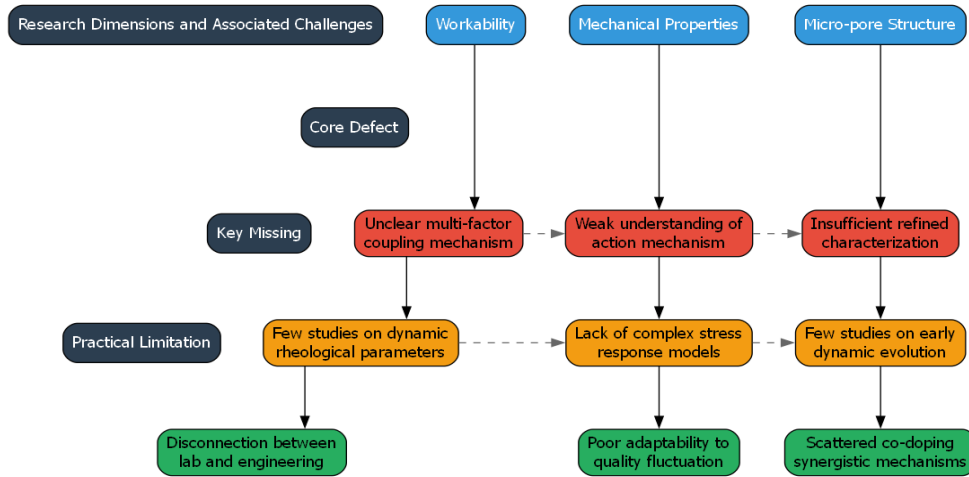 Research Dimensions and Associated Challenges
Workability
Mechanical Properties
Micro-pore Structure
Core Defect
Key Missing
Unclear multi-factor
coupling mechanism
Weak understanding of
action mechanism
Insufficient refined
characterization
Practical Limitation
Few studies on dynamic
rheological parameters
Lack of complex stress
response models
Few studies on early
dynamic evolution
Disconnection between
lab and engineering
Poor adaptability to
quality fluctuation
Scattered co-doping
synergistic mechanisms